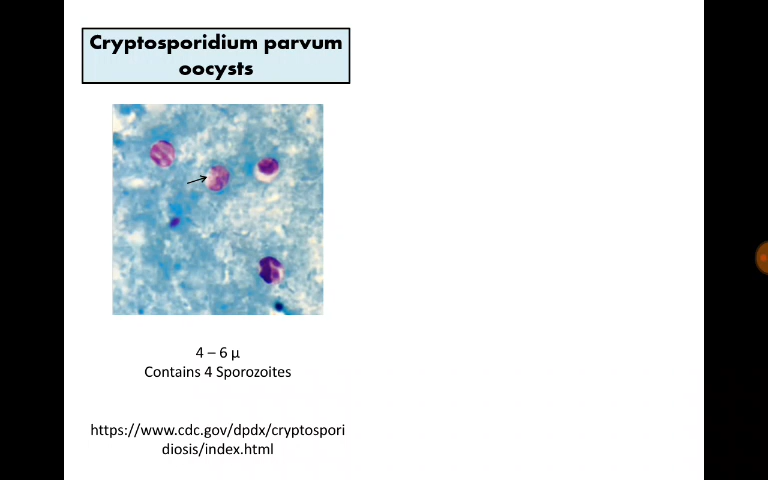 Cryptosporidium parvum
oocysts
4 – 6 µ
Contains 4 Sporozoites
https://www.cdc.gov/dpdx/cryptospori
diosis/index.html